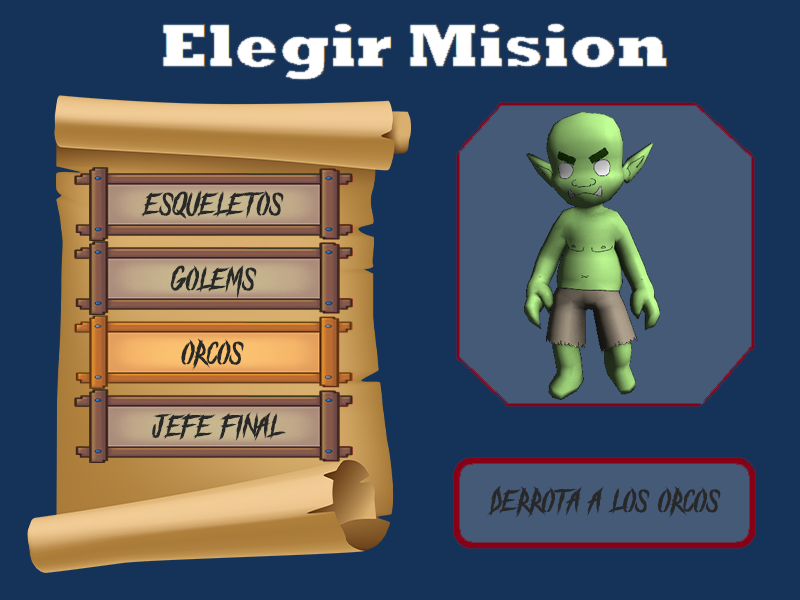 Elegir Mision
ESQUELETOS
GOLEMS
ORCOS
JEFE FINAL
DERROTA A LOS ORCOS